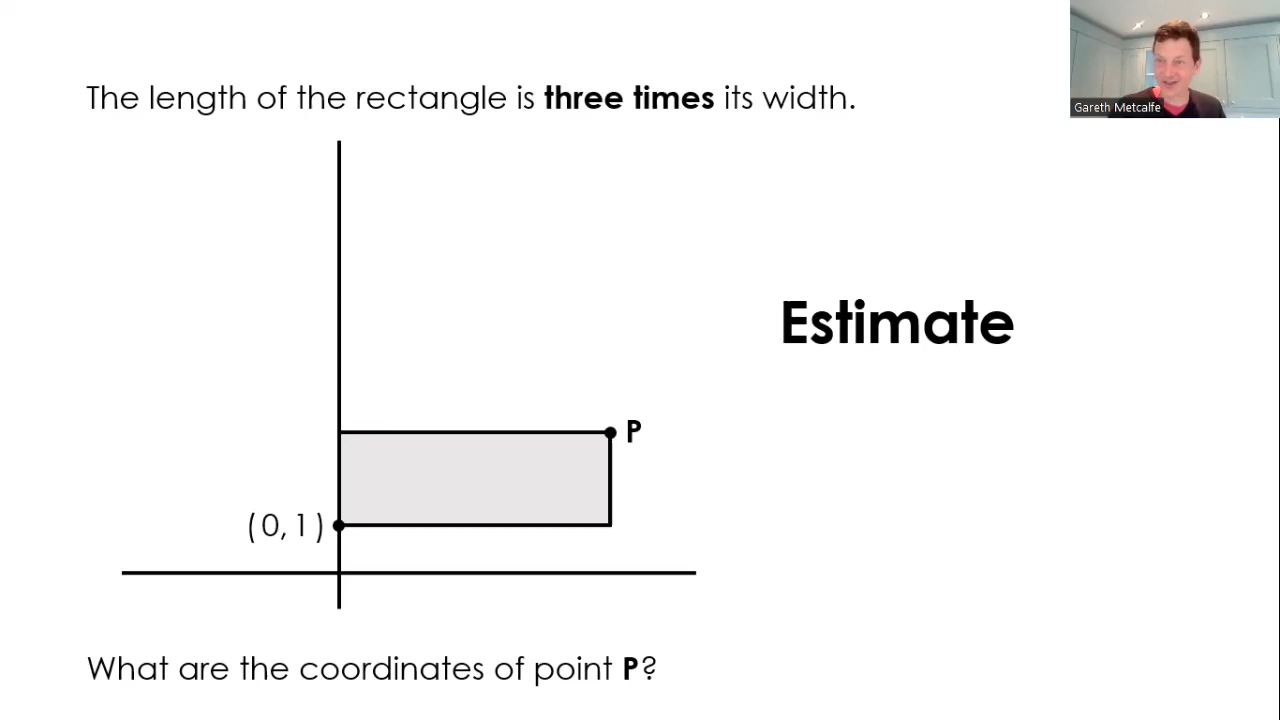 Gareth Metcalfe
The length of the rectangle is three times its width.
Estimate
P
(0, 1)
What are the coordinates of point P?